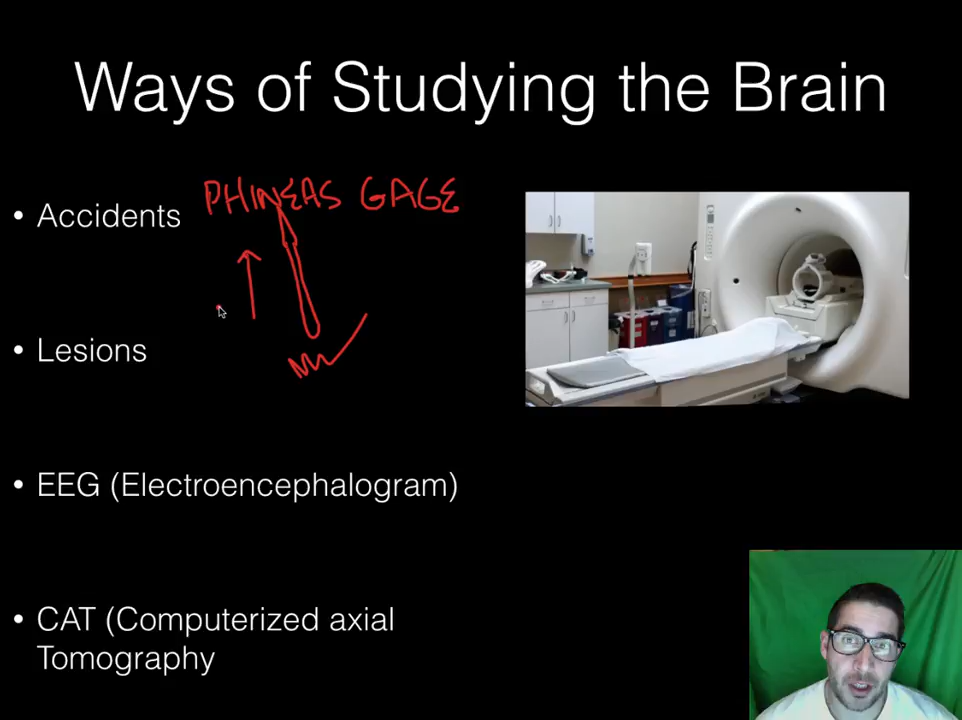 Ways of Studying the Brain
• Accidents PHINEAS GAGE
• Lesions
• EEG (Electroencephalogram)
• CAT (Computerized axial
Tomography